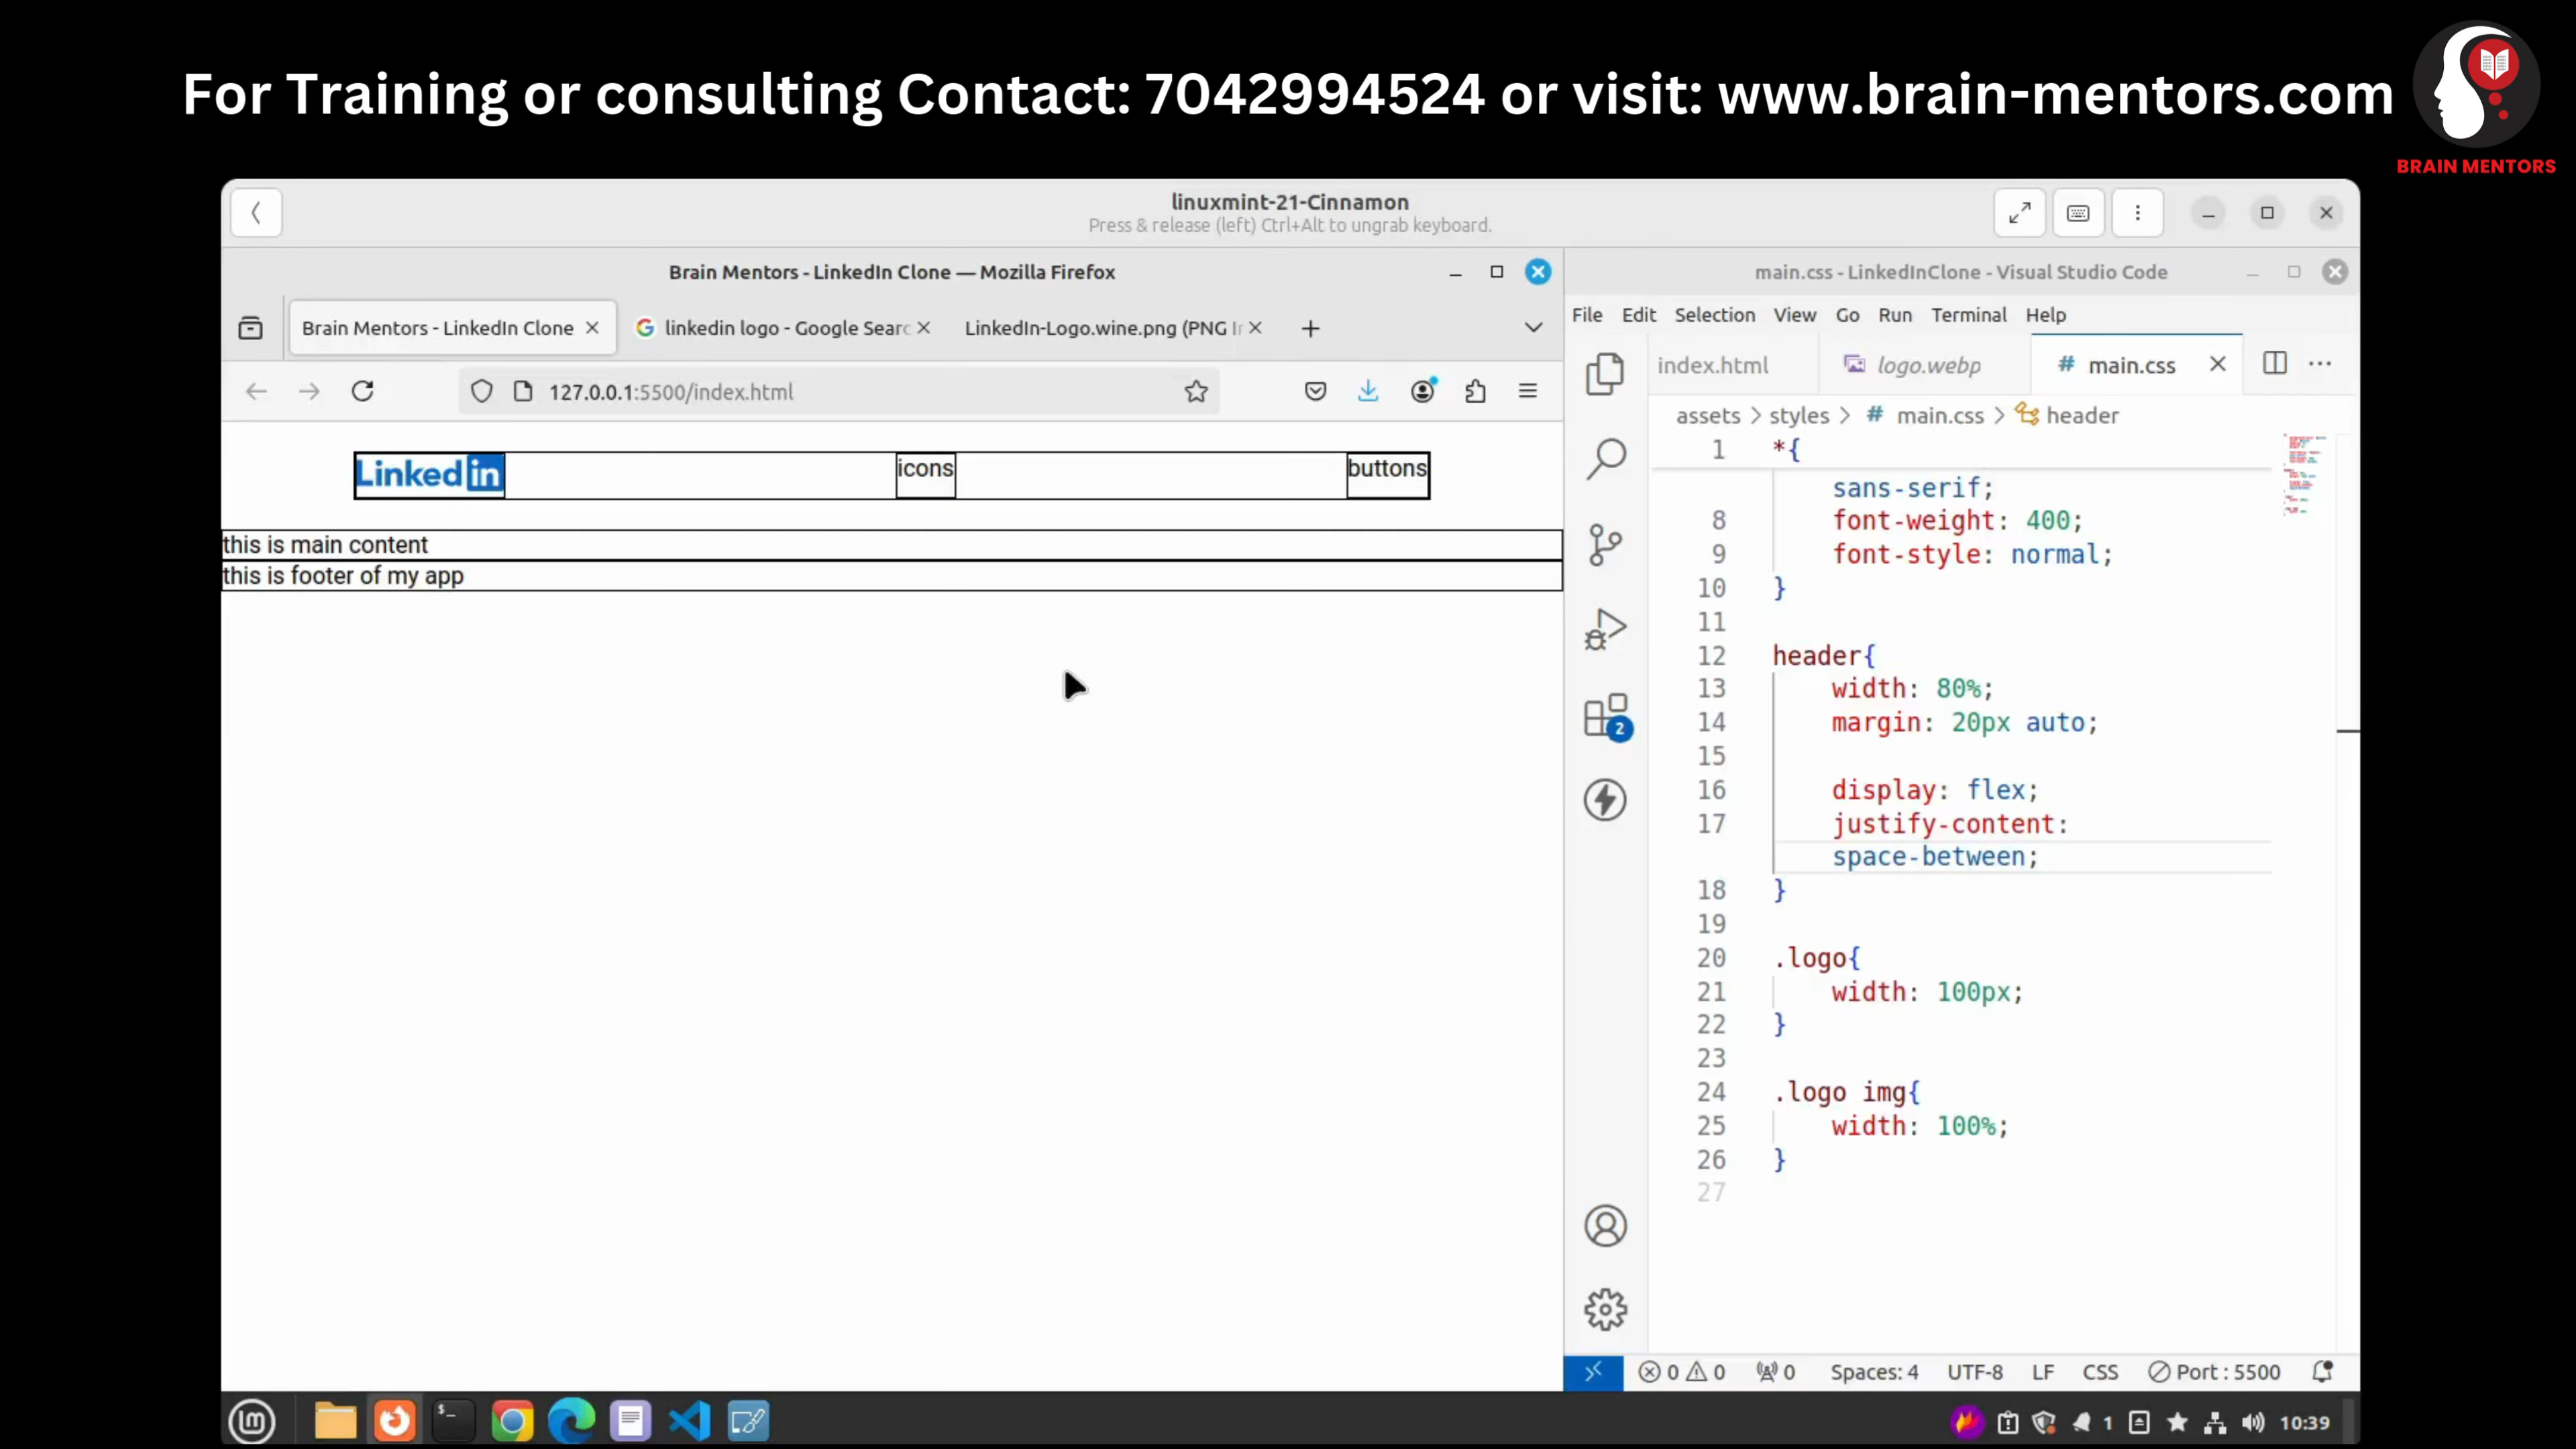 For Training or consulting Contact: 7042994524 or visit: www.brain-mentors.com
BRAIN MENTORS
linuxmint-21-Cinnamon
Press & release (left) Ctrl+Alt to ungrab keyboard.
Brain Mentors - LinkedIn Clone — Mozilla Firefox
Brain Mentors - LinkedIn Clone
linkedin logo - Google Searc
LinkedIn-Logo.wine.png (PNG I
127.0.0.1:5500/index.html
Linked in
icons
buttons
this is main content
this is footer of my app
main.css - LinkedInClone - Visual Studio Code
File Edit Selection View Go Run Terminal Help
index.html
logo.webp
# main.css
assets > styles > # main.css > header
1 *{
sans-serif;
8 font-weight: 400;
9 font-style: normal;
10 }
11
12 header{
13 width: 80%;
14 margin: 20px auto;
15
16 display: flex;
17 justify-content:
space-between;
18 }
19
20 .logo{
21 width: 100px;
22 }
23
24 .logo img{
25 width: 100%;
26 }
27
2
0 0 0 Spaces: 4 UTF-8 LF CSS Port : 5500
$_
1
10:39